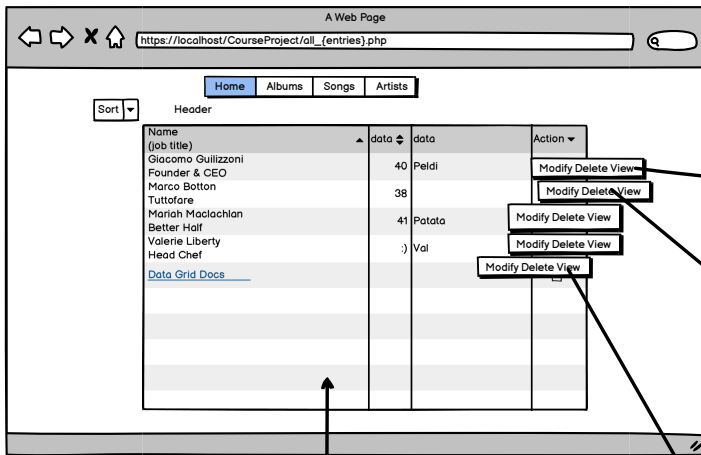 A Web Page
https://localhost/CourseProject/all_{entries}.php
Home Albums Songs Artists
Sort Header
Name
(job title) data data Action
Giacomo Guilizzoni
Founder & CEO 40 Peldi Modify Delete View
Marco Botton
Tuttofare 38 Modify Delete View
Mariah Maclachlan
Better Half 41 Patata Modify Delete View
Valerie Liberty
Head Chef :) Val Modify Delete View
Data Grid Docs Modify Delete View